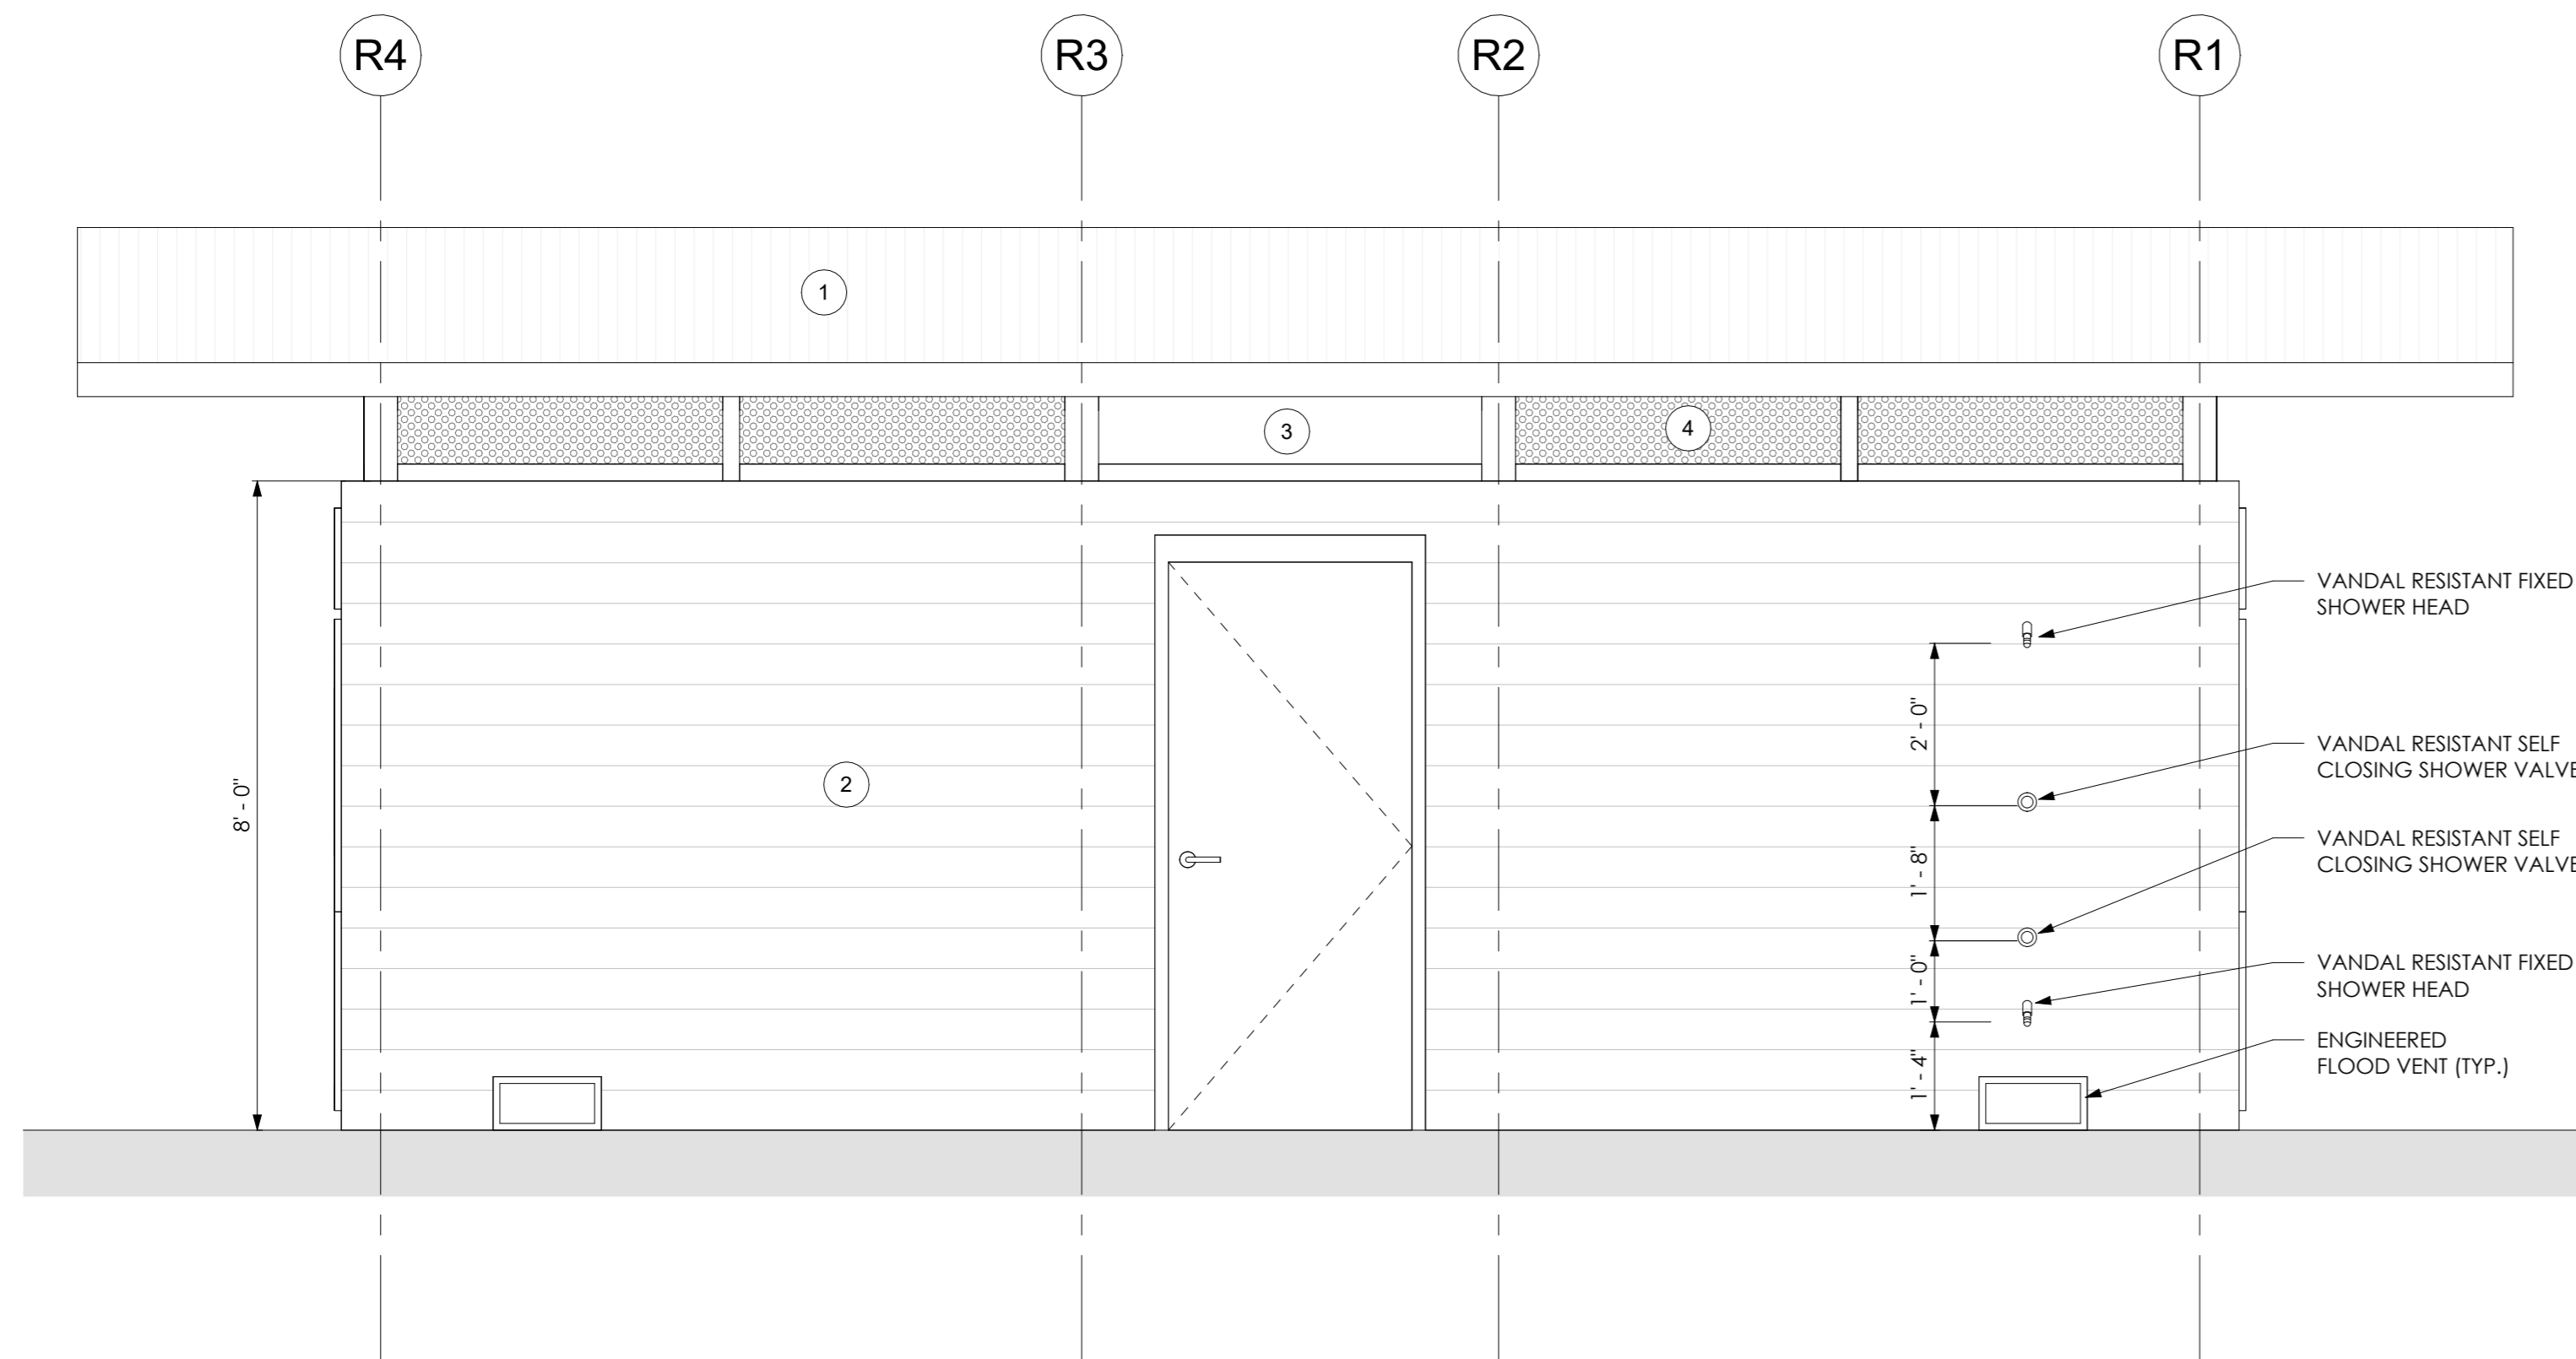 R4
R3
R2
R1
1
3
4
VANDAL RESISTANT FIXED
SHOWER HEAD
2' - 0"
VANDAL RESISTANT SELF
CLOSING SHOWER VALVE
2
8' - 0"
1' - 8"
VANDAL RESISTANT SELF
CLOSING SHOWER VALVE
1' - 0"
VANDAL RESISTANT FIXED
SHOWER HEAD
1' - 4"
ENGINEERED
FLOOD VENT (TYP.)